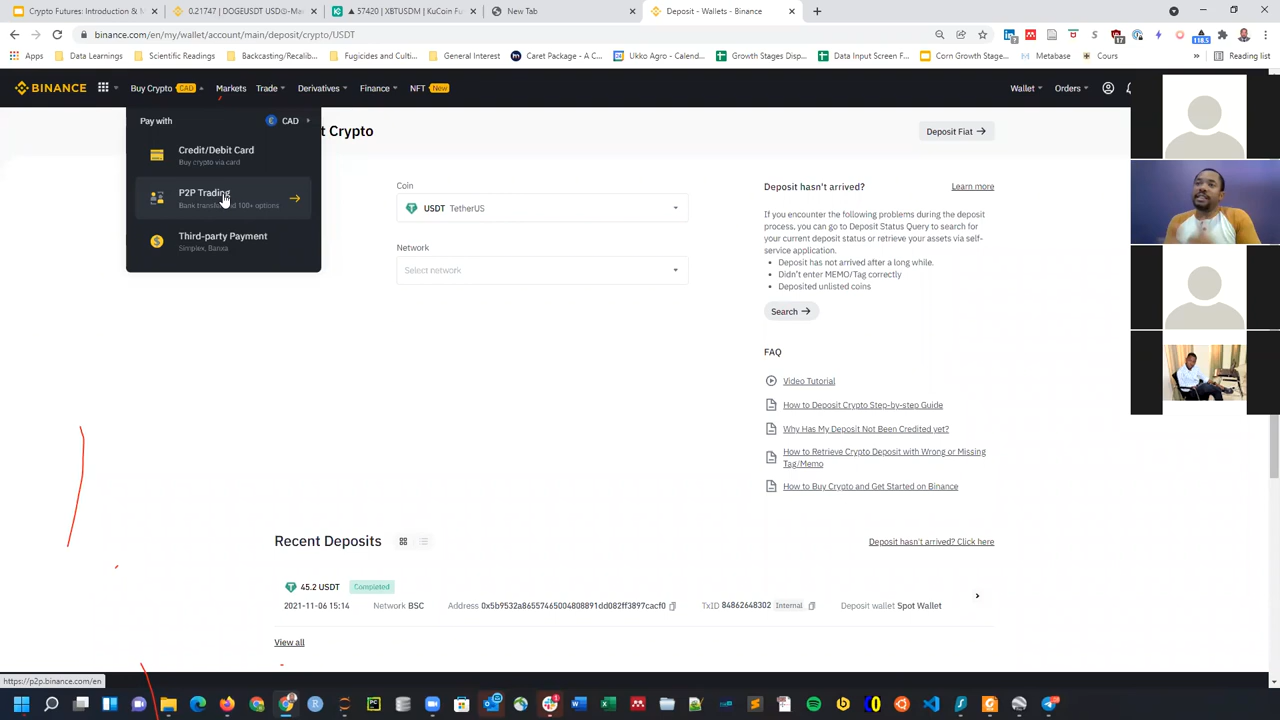 Crypto Futures: Introduction & M
0.21747 | DOGEUSDT USD©-Mar
▲ 57420 | XBTUSDM | KuCoin Fut
New Tab
Deposit - Wallets - Binance
binance.com/en/my/wallet/account/main/deposit/crypto/USDT
Apps
Data Learnings
Scientific Readings
Backcasting/Recalib...
Fugicides and Culti...
General Interest
Caret Package - A C...
Ukko Agro - Calend...
Growth Stages Disp...
Data Input Screen F...
Corn Growth Stage...
Metabase
Cours
»
Reading list
BINANCE
Buy Crypto CAD
Markets
Trade
Derivatives
Finance
NFT New
Wallet
Orders
Pay with
CAD
Credit/Debit Card
Buy crypto via card
P2P Trading
Bank transfer and 100+ options
Third-party Payment
Simplex, Banxa
t Crypto
Deposit Fiat →
Coin
USDT TetherUS
Network
Select network
Deposit hasn't arrived?
Learn more
If you encounter the following problems during the deposit
process, you can go to Deposit Status Query to search for
your current deposit status or retrieve your assets via self-
service application.
• Deposit has not arrived after a long while.
• Didn't enter MEMO/Tag correctly
• Deposited unlisted coins
Search →
FAQ
Video Tutorial
How to Deposit Crypto Step-by-step Guide
Why Has My Deposit Not Been Credited yet?
How to Retrieve Crypto Deposit with Wrong or Missing
Tag/Memo
How to Buy Crypto and Get Started on Binance
Recent Deposits
Deposit hasn't arrived? Click here
45.2 USDT Completed
2021-11-06 15:14
Network BSC
Address 0x5b9532a86557465004808891dd082ff3897cacf0
TxID 84862648302 Internal
Deposit wallet Spot Wallet
View all
https://p2p.binance.com/en